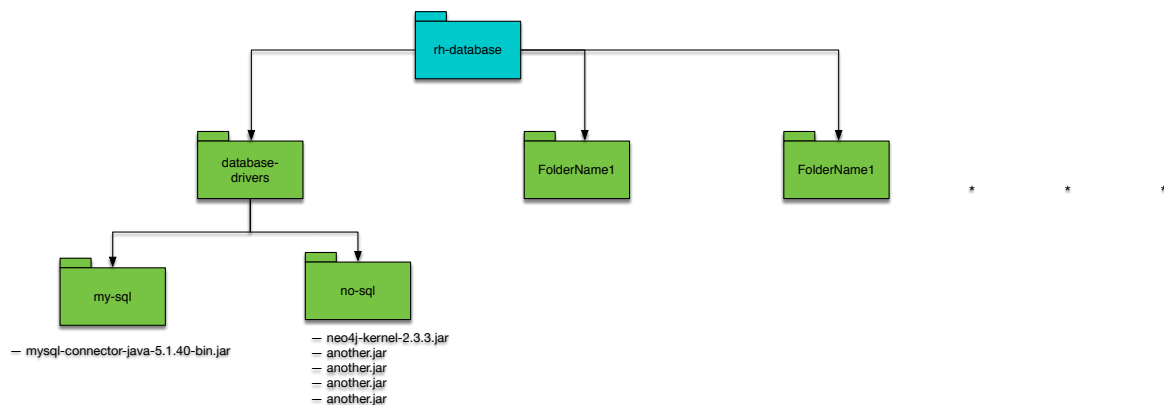 rh-database
database-
drivers
FolderName1
FolderName1
* * *
my-sql
no-sql
— mysql-connector-java-5.1.40-bin.jar
— neo4j-kernel-2.3.3.jar
— another.jar
— another.jar
— another.jar
— another.jar